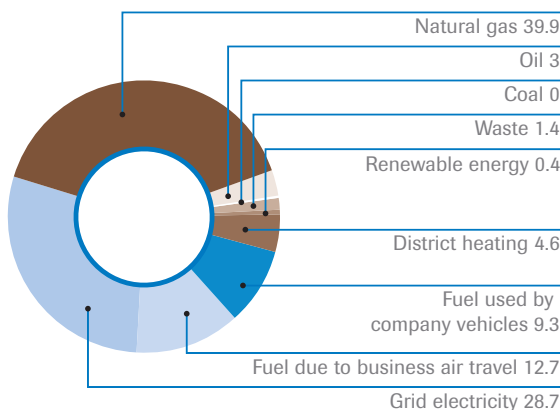 Natural gas 39.9
Oil 3
Coal 0
Waste 1.4
Renewable energy 0.4
District heating 4.6
Fuel used by
company vehicles 9.3
Fuel due to business air travel 12.7
Grid electricity 28.7